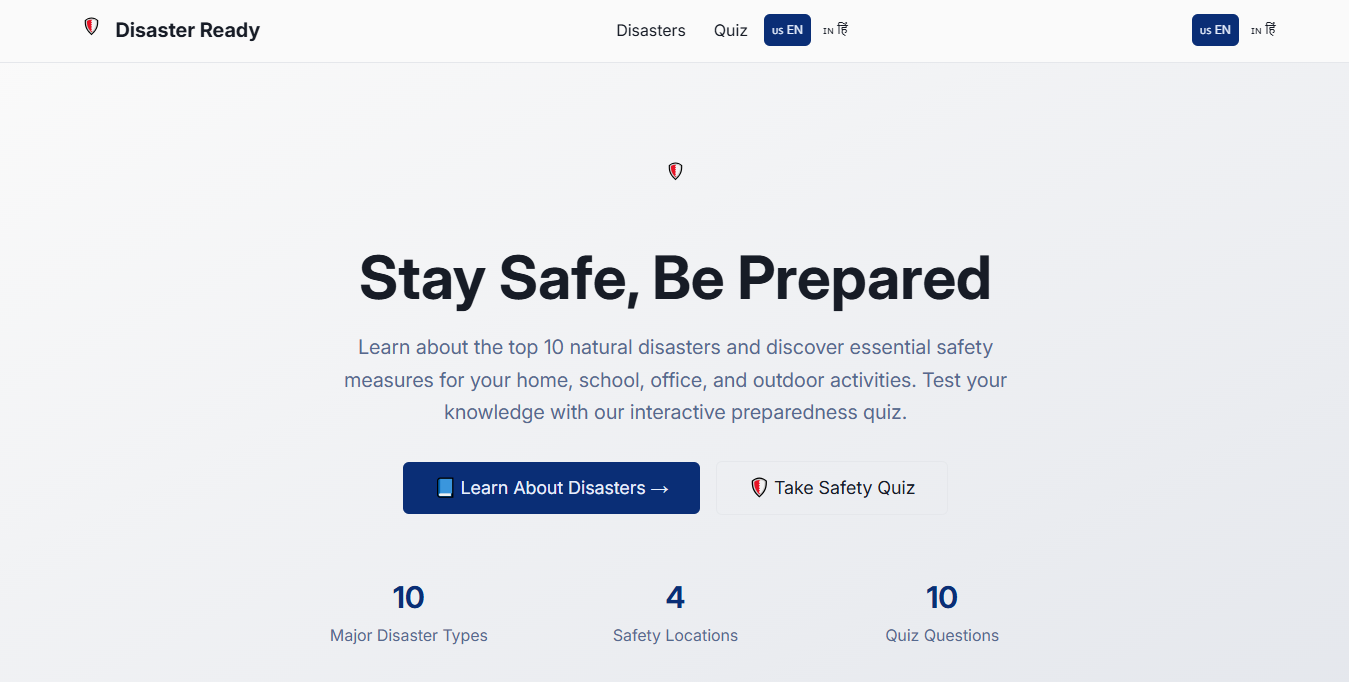 Disaster Ready
Disasters Quiz us EN IN हिं us EN IN हिं
Stay Safe, Be Prepared
Learn about the top 10 natural disasters and discover essential safety
measures for your home, school, office, and outdoor activities. Test your
knowledge with our interactive preparedness quiz.
Learn About Disasters →
Take Safety Quiz
10
Major Disaster Types
4
Safety Locations
10
Quiz Questions